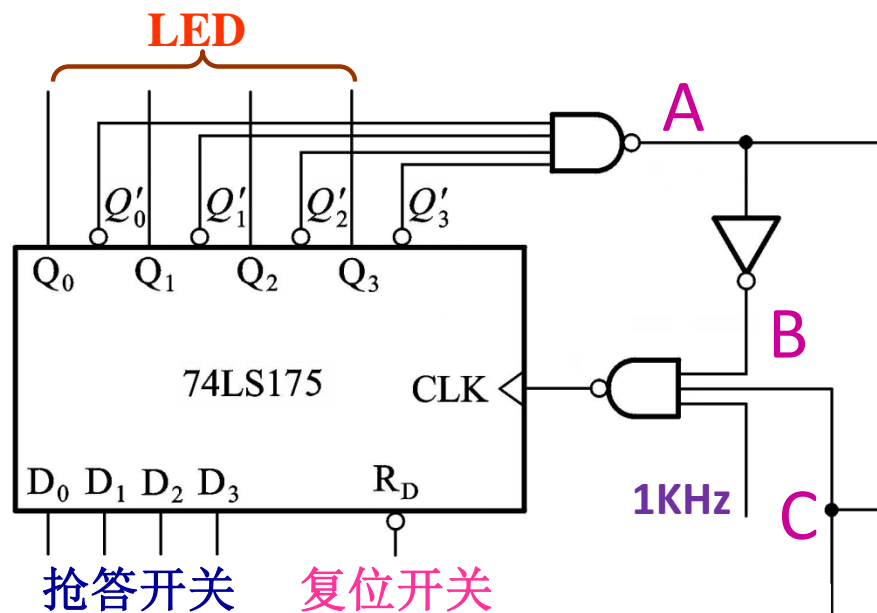 LED
A
Q′₀ Q′₁ Q′₂ Q′₃
Q₀ Q₁ Q₂ Q₃
B
74LS175 CLK
D₀ D₁ D₂ D₃ R_D
1KHz C
抢答开关 复位开关